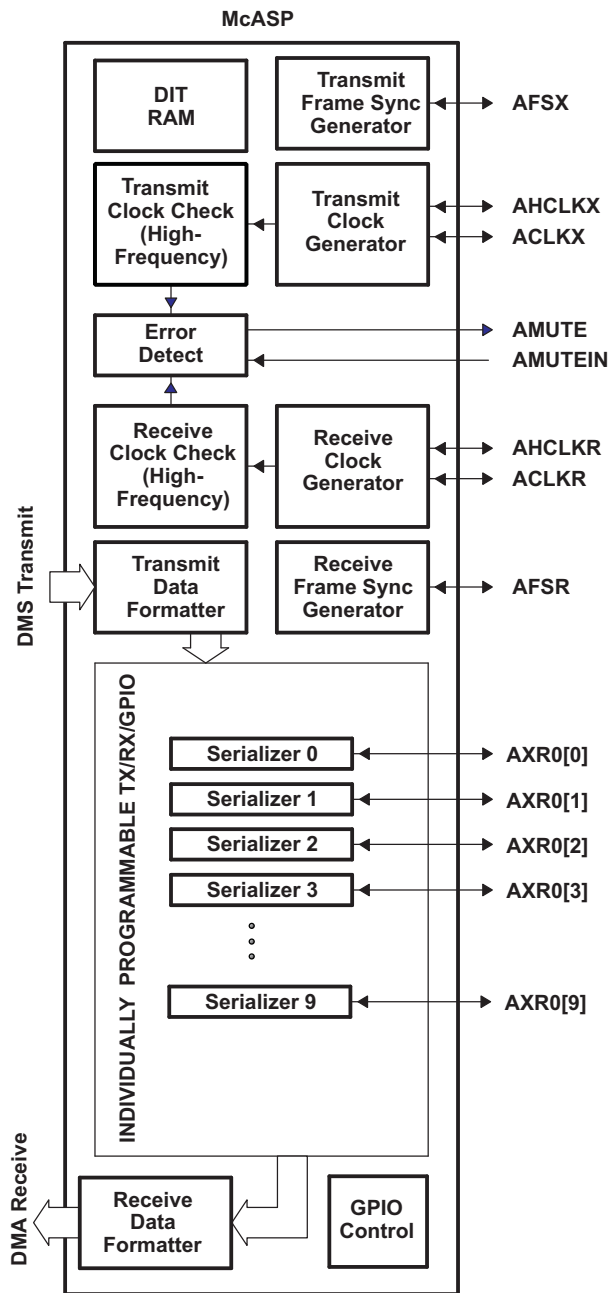 McASP
DIT
RAM
Transmit
Frame Sync
Generator
AFSX
Transmit
Clock Check
(High-
Frequency)
Transmit
Clock
Generator
AHCLKX
ACLKX
Error
Detect
AMUTE
AMUTEIN
Receive
Clock Check
(High-
Frequency)
Receive
Clock
Generator
AHCLKR
ACLKR
DMS Transmit
Transmit
Data
Formatter
Receive
Frame Sync
Generator
AFSR
INDIVIDUALLY PROGRAMMABLE TX/RX/GPIO
Serializer 0
AXR0[0]
Serializer 1
AXR0[1]
Serializer 2
AXR0[2]
Serializer 3
AXR0[3]
Serializer 9
AXR0[9]
DMA Receive
Receive
Data
Formatter
GPIO
Control